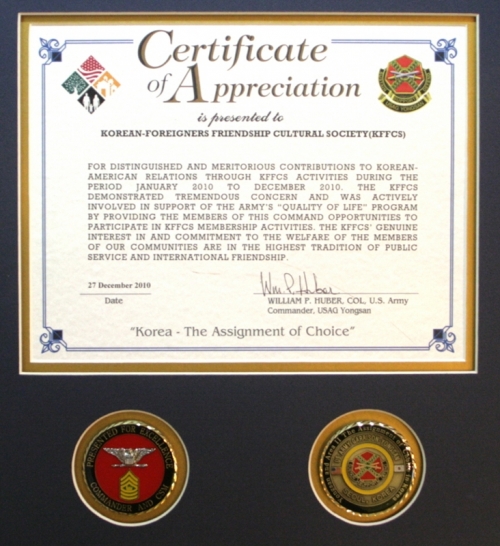 Certificate
of Appreciation
is presented to
KOREAN-FOREIGNERS FRIENDSHIP CULTURAL SOCIETY(KFFCS)
FOR DISTINGUISHED AND MERITORIOUS CONTRIBUTIONS TO KOREAN-
AMERICAN RELATIONS THROUGH KFFCS ACTIVITIES DURING THE
PERIOD JANUARY 2010 TO DECEMBER 2010. THE KFFCS
DEMONSTRATED TREMENDOUS CONCERN AND WAS ACTIVELY
INVOLVED IN SUPPORT OF THE ARMY'S "QUALITY OF LIFE" PROGRAM
BY PROVIDING THE MEMBERS OF THIS COMMAND OPPORTUNITIES TO
PARTICIPATE IN KFFCS MEMBERSHIP ACTIVITIES. THE KFFCS' GENUINE
INTEREST IN AND COMMITMENT TO THE WELFARE OF THE MEMBERS
OF OUR COMMUNITIES ARE IN THE HIGHEST TRADITION OF PUBLIC
SERVICE AND INTERNATIONAL FRIENDSHIP.
27 December 2010
Date
Wm. P. Huber
WILLIAM P. HUBER, COL, U.S. Army
Commander, USAG Yongsan
"Korea - The Assignment of Choice"
PRESENTED FOR EXCELLENCE
COMMANDER AND CSM